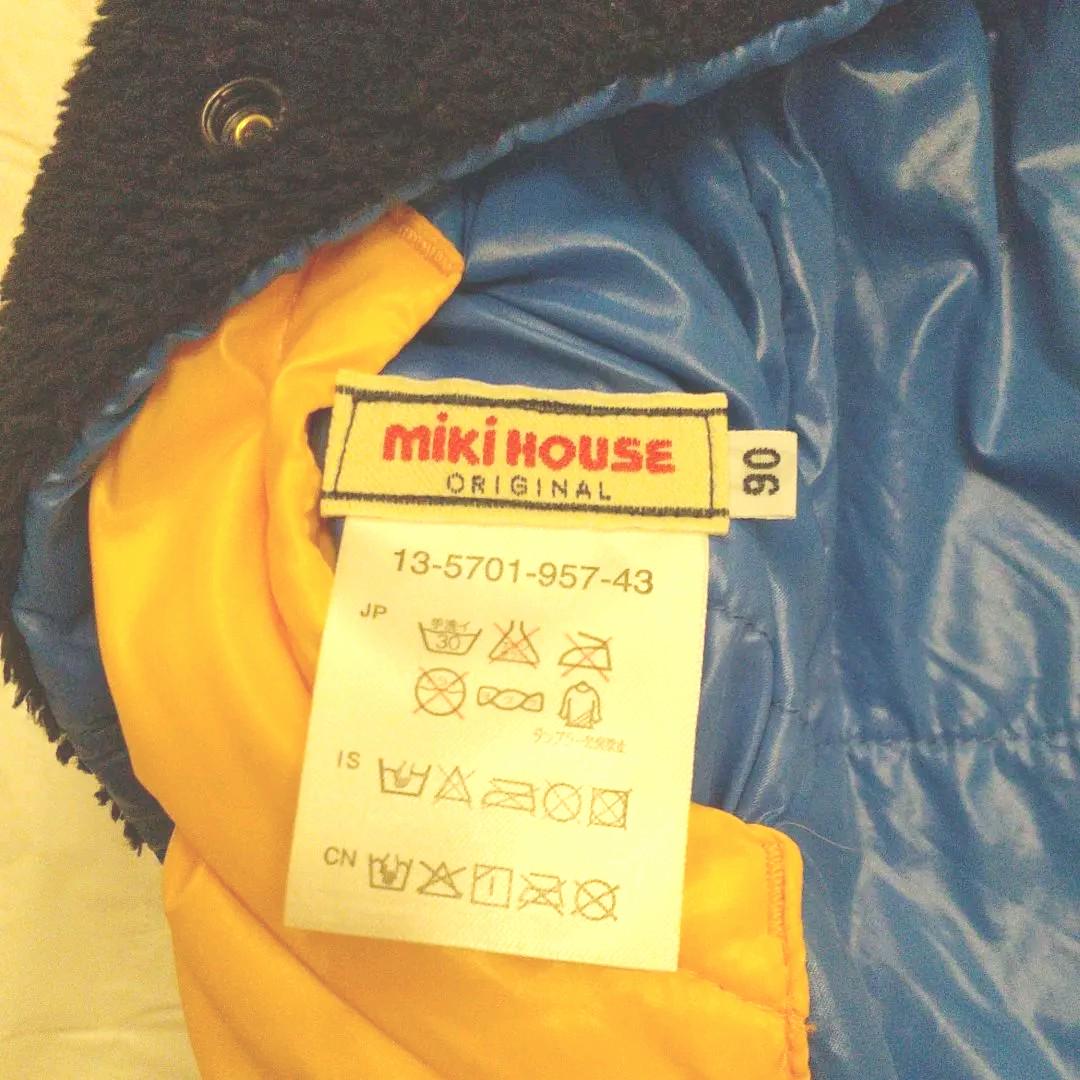 miKi HOUSE
ORIGINAL
90
13-5701-957-43
JP
手洗イ
30
IS
CN